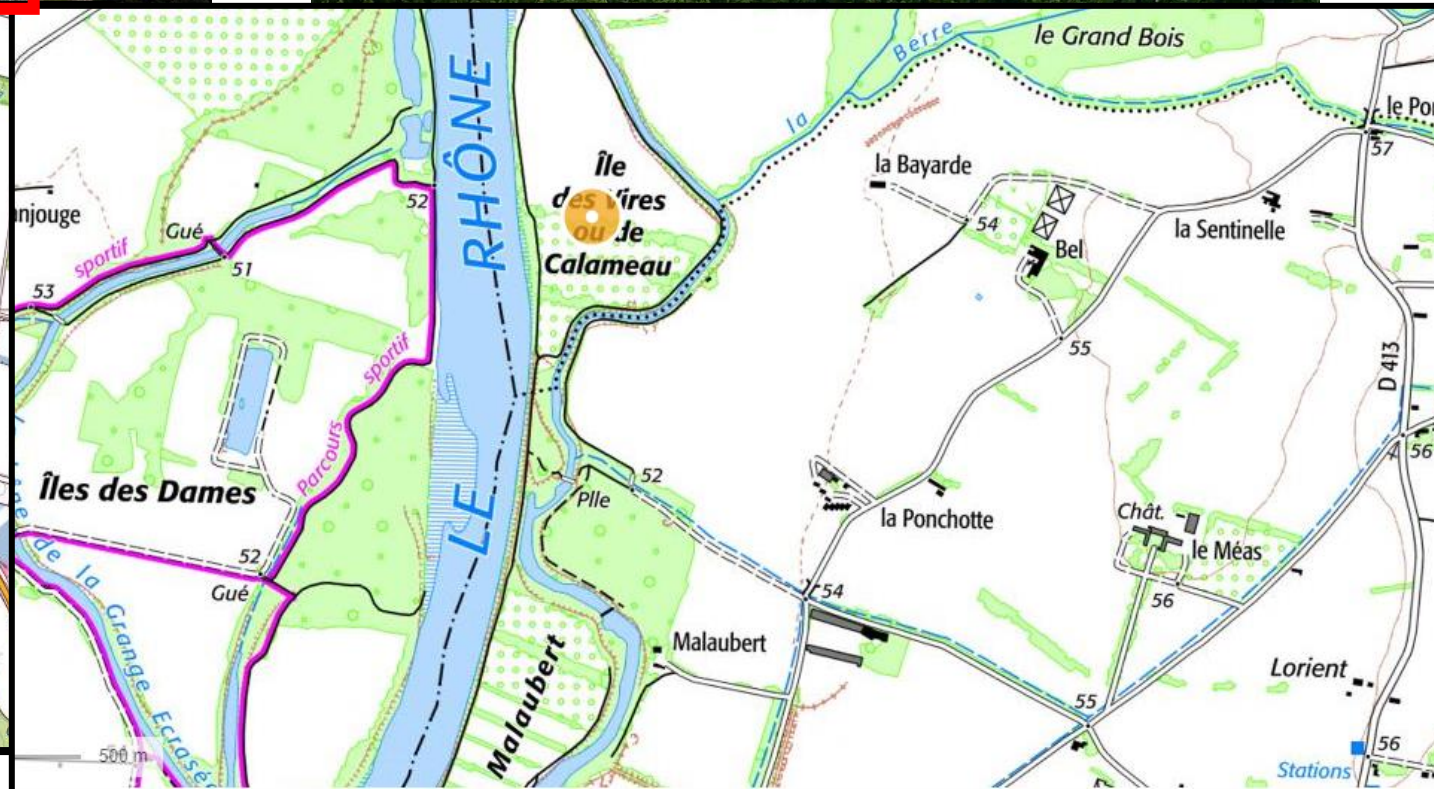 la Berre
le Grand Bois
le Por
57
LE RHÔNE
Île
des Vires
ou de
Calameau
la Bayarde
54
Bel
la Sentinelle
njouge
52
Gué
51
sportif
53
55
D 413
Parcours sportif
Îles des Dames
52
Plle
la Ponchotte
Chât.
le Méas
56
56
52
Gué
54
de la Grange Ecrasée
Malaubert
Malaubert
Lorient
55
56
Stations
500 m